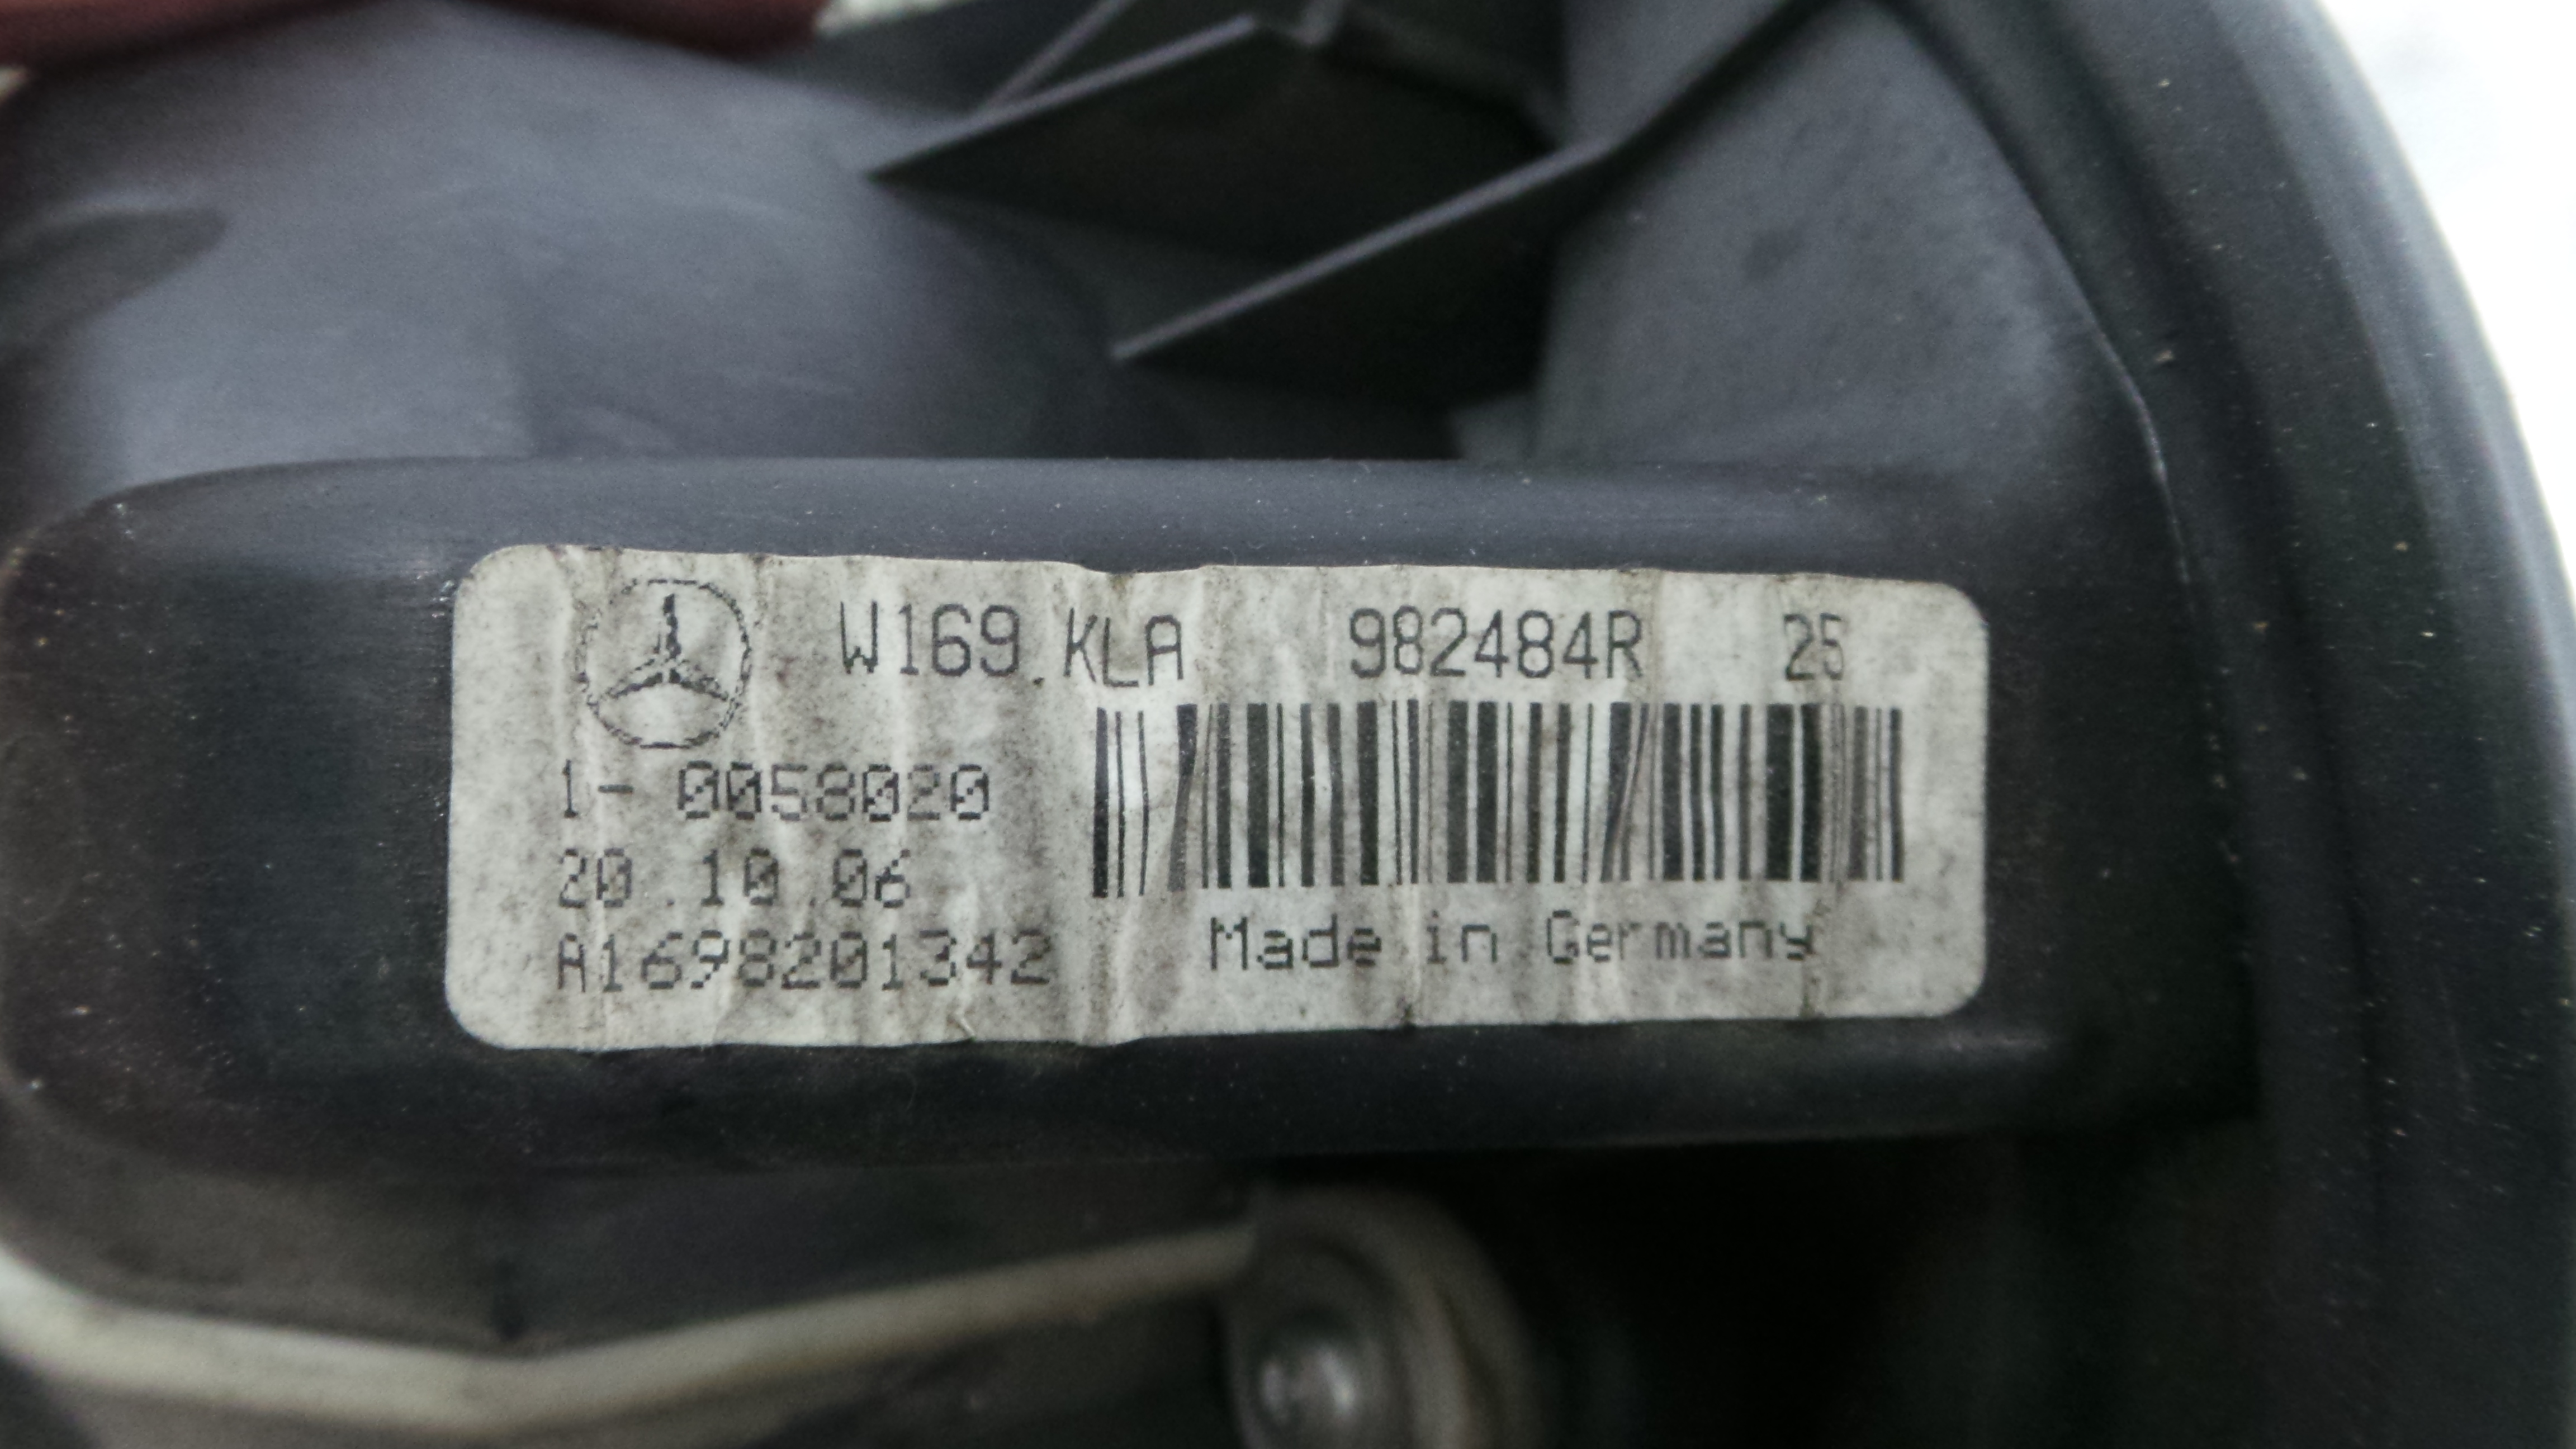 W169.KLA 982484R 25
1- 0058020
20.10.06
A1698201342
Made in Germany